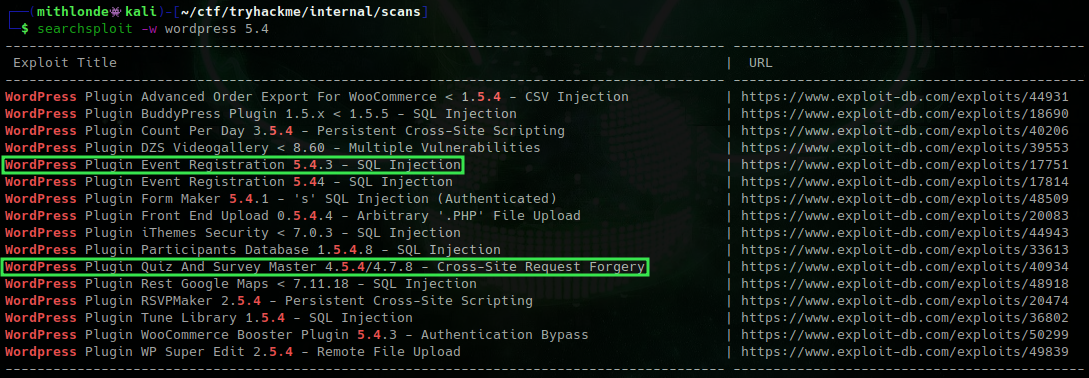 (mithlonde㉿kali)-[~/ctf/tryhackme/internal/scans]
$ searchsploit -w wordpress 5.4
Exploit Title | URL
WordPress Plugin Advanced Order Export For WooCommerce < 1.5.4 - CSV Injection | https://www.exploit-db.com/exploits/44931
WordPress Plugin BuddyPress Plugin 1.5.x < 1.5.5 - SQL Injection | https://www.exploit-db.com/exploits/18690
WordPress Plugin Count Per Day 3.5.4 - Persistent Cross-Site Scripting | https://www.exploit-db.com/exploits/40206
WordPress Plugin DZS Videogallery < 8.60 - Multiple Vulnerabilities | https://www.exploit-db.com/exploits/39553
WordPress Plugin Event Registration 5.4.3 - SQL Injection | https://www.exploit-db.com/exploits/17751
WordPress Plugin Event Registration 5.44 - SQL Injection | https://www.exploit-db.com/exploits/17814
WordPress Plugin Form Maker 5.4.1 - 's' SQL Injection (Authenticated) | https://www.exploit-db.com/exploits/48509
WordPress Plugin Front End Upload 0.5.4.4 - Arbitrary '.PHP' File Upload | https://www.exploit-db.com/exploits/20083
WordPress Plugin iThemes Security < 7.0.3 - SQL Injection | https://www.exploit-db.com/exploits/44943
WordPress Plugin Participants Database 1.5.4.8 - SQL Injection | https://www.exploit-db.com/exploits/33613
WordPress Plugin Quiz And Survey Master 4.5.4/4.7.8 - Cross-Site Request Forgery | https://www.exploit-db.com/exploits/40934
WordPress Plugin Rest Google Maps < 7.11.18 - SQL Injection | https://www.exploit-db.com/exploits/48918
WordPress Plugin RSVPMaker 2.5.4 - Persistent Cross-Site Scripting | https://www.exploit-db.com/exploits/20474
WordPress Plugin Tune Library 1.5.4 - SQL Injection | https://www.exploit-db.com/exploits/36802
WordPress Plugin WooCommerce Booster Plugin 5.4.3 - Authentication Bypass | https://www.exploit-db.com/exploits/50299
WordPress Plugin WP Super Edit 2.5.4 - Remote File Upload | https://www.exploit-db.com/exploits/49839